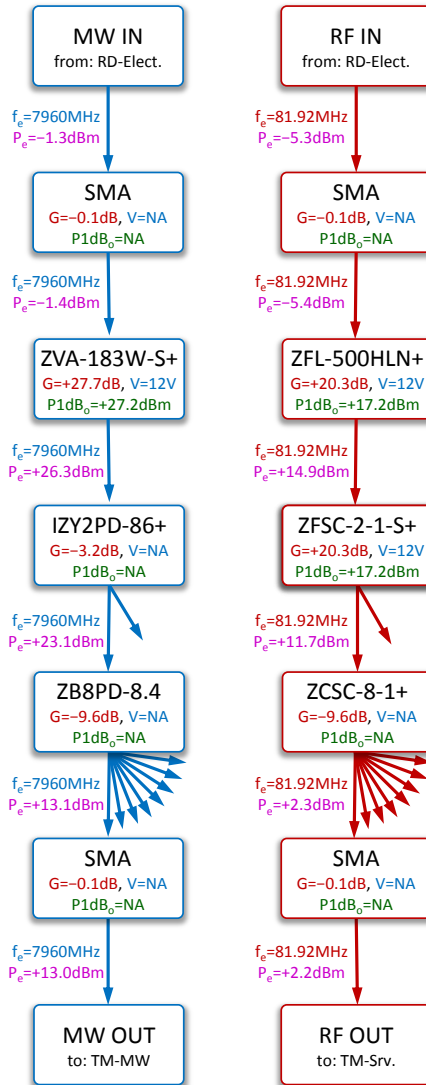 MW IN
from: RD-Elect.
fₑ=7960MHz
Pₑ=−1.3dBm
SMA
G=−0.1dB, V=NA
P1dBₒ=NA
fₑ=7960MHz
Pₑ=−1.4dBm
ZVA-183W-S+
G=+27.7dB, V=12V
P1dBₒ=+27.2dBm
fₑ=7960MHz
Pₑ=+26.3dBm
IZY2PD-86+
G=−3.2dB, V=NA
P1dBₒ=NA
fₑ=7960MHz
Pₑ=+23.1dBm
ZB8PD-8.4
G=−9.6dB, V=NA
P1dBₒ=NA
fₑ=7960MHz
Pₑ=+13.1dBm
SMA
G=−0.1dB, V=NA
P1dBₒ=NA
fₑ=7960MHz
Pₑ=+13.0dBm
MW OUT
to: TM-MW
RF IN
from: RD-Elect.
fₑ=81.92MHz
Pₑ=−5.3dBm
SMA
G=−0.1dB, V=NA
P1dBₒ=NA
fₑ=81.92MHz
Pₑ=−5.4dBm
ZFL-500HLN+
G=+20.3dB, V=12V
P1dBₒ=+17.2dBm
fₑ=81.92MHz
Pₑ=+14.9dBm
ZFSC-2-1-S+
G=+20.3dB, V=12V
P1dBₒ=+17.2dBm
fₑ=81.92MHz
Pₑ=+11.7dBm
ZCSC-8-1+
G=−9.6dB, V=NA
P1dBₒ=NA
fₑ=81.92MHz
Pₑ=+2.3dBm
SMA
G=−0.1dB, V=NA
P1dBₒ=NA
fₑ=81.92MHz
Pₑ=+2.2dBm
RF OUT
to: TM-Srv.